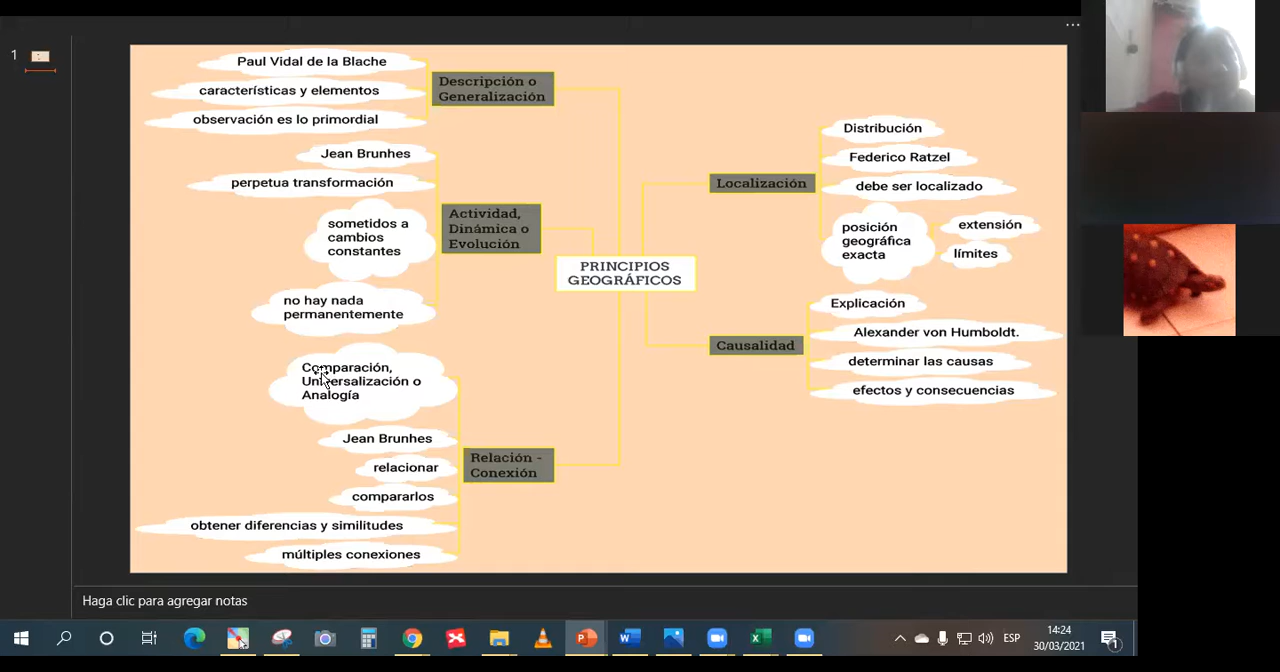 1
Paul Vidal de la Blache
características y elementos
observación es lo primordial
Descripción o
Generalización
Jean Brunhes
perpetua transformación
sometidos a
cambios
constantes
no hay nada
permanentemente
Actividad,
Dinámica o
Evolución
Comparación,
Universalización o
Analogía
Jean Brunhes
relacionar
compararlos
obtener diferencias y similitudes
múltiples conexiones
Relación -
Conexión
PRINCIPIOS
GEOGRÁFICOS
Localización
Distribución
Federico Ratzel
debe ser localizado
posición
geográfica
exacta
extensión
límites
Causalidad
Explicación
Alexander von Humboldt.
determinar las causas
efectos y consecuencias
Haga clic para agregar notas
ESP
14:24
30/03/2021
1